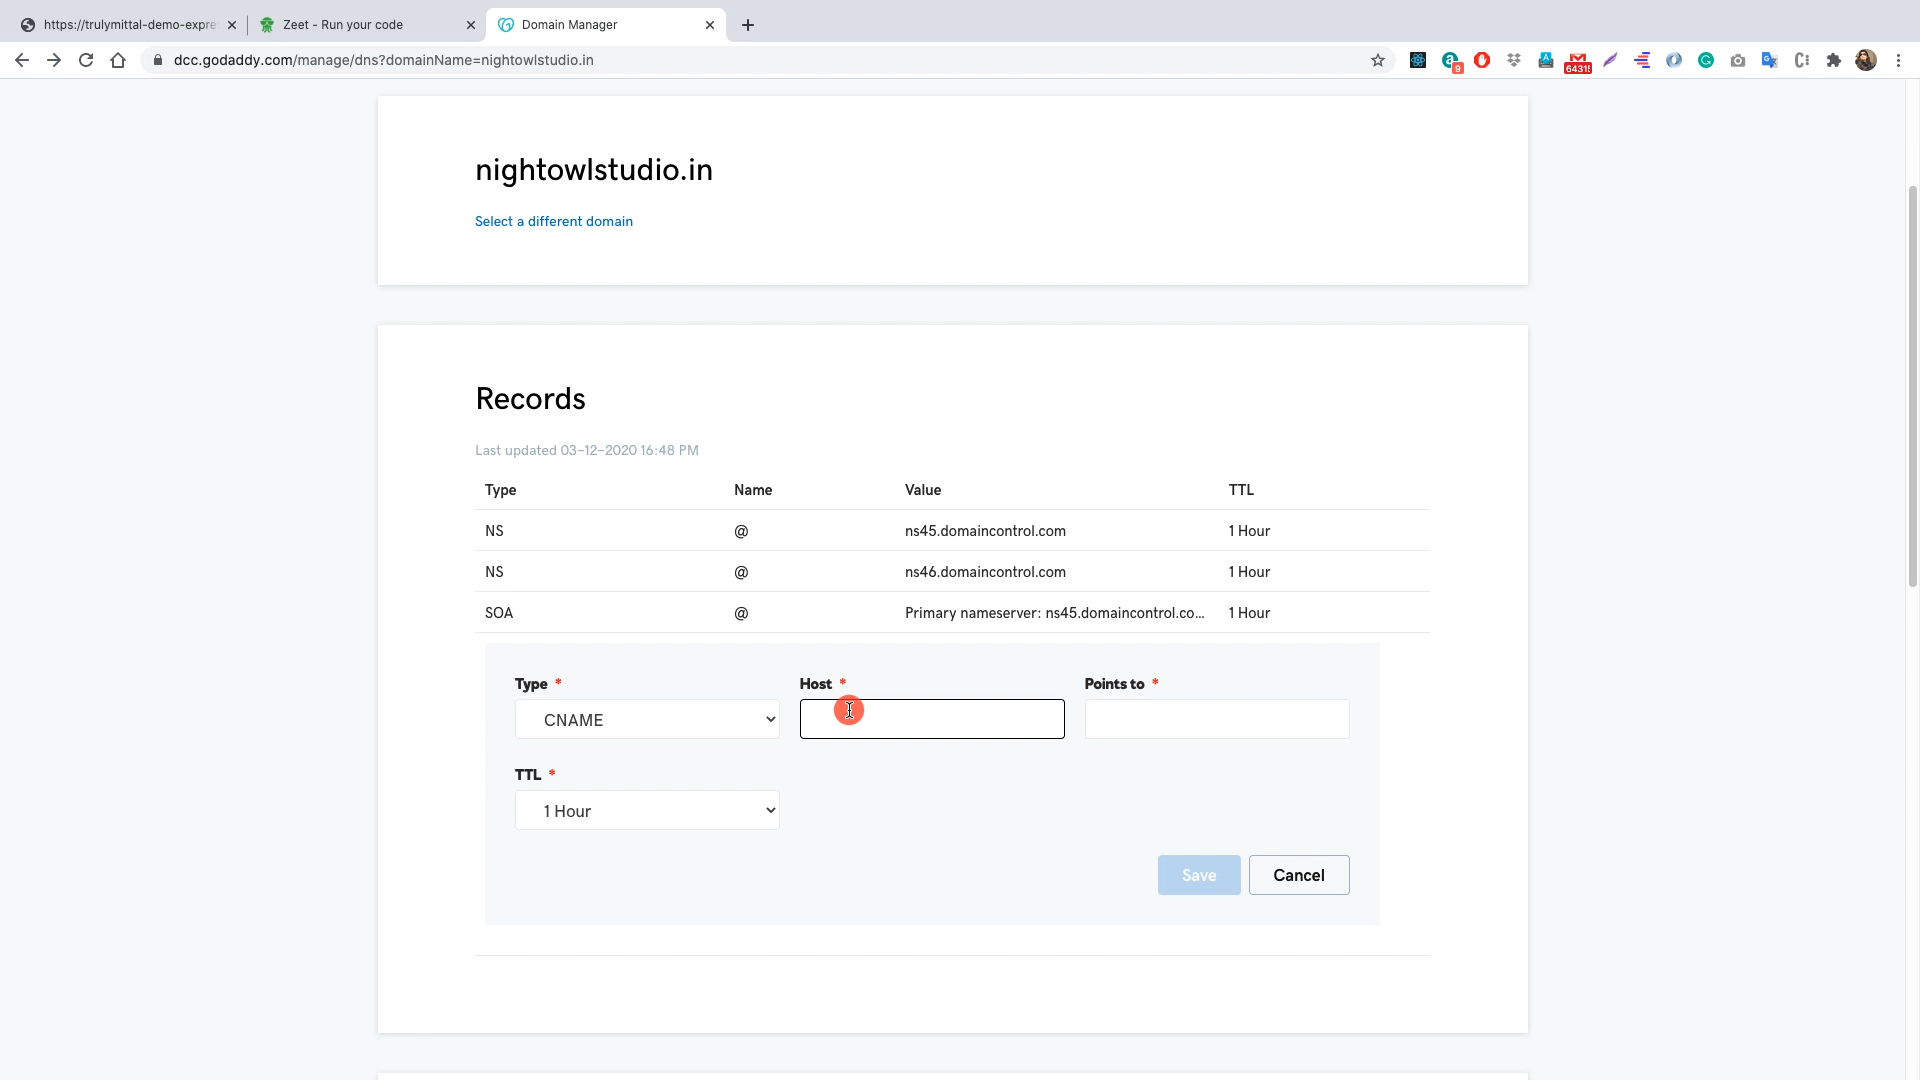 https://trulymittal-demo-expre
Zeet - Run your code
Domain Manager
dcc.godaddy.com/manage/dns?domainName=nightowlstudio.in
9
64315
nightowlstudio.in
Select a different domain
Records
Last updated 03-12-2020 16:48 PM
Type Name Value TTL
NS @ ns45.domaincontrol.com 1 Hour
NS @ ns46.domaincontrol.com 1 Hour
SOA @ Primary nameserver: ns45.domaincontrol.co... 1 Hour
Type * Host * Points to *
CNAME
TTL *
1 Hour
Save Cancel